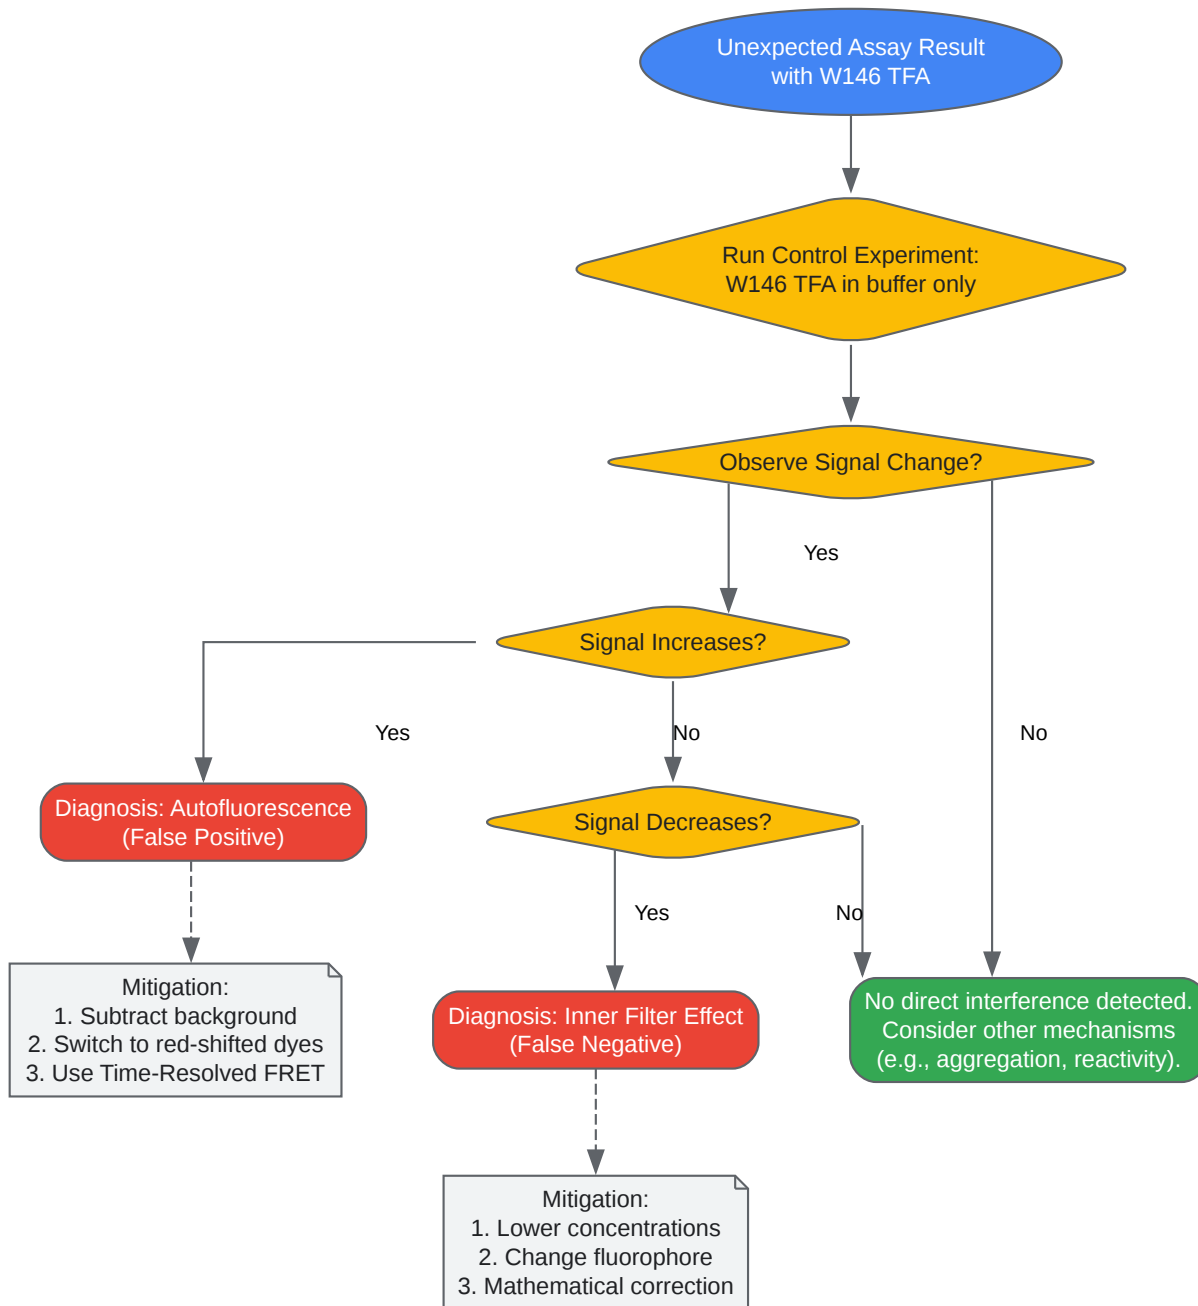 Unexpected Assay Result
with W146 TFA
Run Control Experiment:
W146 TFA in buffer only
Observe Signal Change?
Yes
Signal Increases?
Yes
No
No
Diagnosis: Autofluorescence
(False Positive)
Signal Decreases?
Yes
No
Mitigation:
1. Subtract background
2. Switch to red-shifted dyes
3. Use Time-Resolved FRET
Diagnosis: Inner Filter Effect
(False Negative)
No direct interference detected.
Consider other mechanisms
(e.g., aggregation, reactivity).
Mitigation:
1. Lower concentrations
2. Change fluorophore
3. Mathematical correction